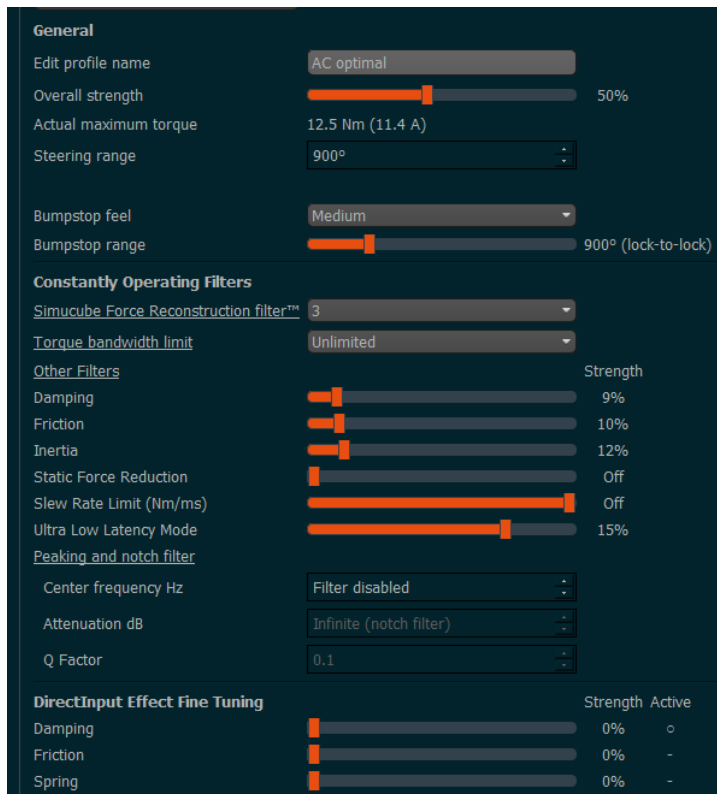 General
Edit profile name AC optimal
Overall strength 50%
Actual maximum torque 12.5 Nm (11.4 A)
Steering range 900°
Bumpstop feel Medium
Bumpstop range 900° (lock-to-lock)
Constantly Operating Filters
Simucube Force Reconstruction filter™ 3
Torque bandwidth limit Unlimited
Other Filters Strength
Damping 9%
Friction 10%
Inertia 12%
Static Force Reduction Off
Slew Rate Limit (Nm/ms) Off
Ultra Low Latency Mode 15%
Peaking and notch filter
Center frequency Hz Filter disabled
Attenuation dB Infinite (notch filter)
Q Factor 0.1
DirectInput Effect Fine Tuning Strength Active
Damping 0% ○
Friction 0% -
Spring 0% -